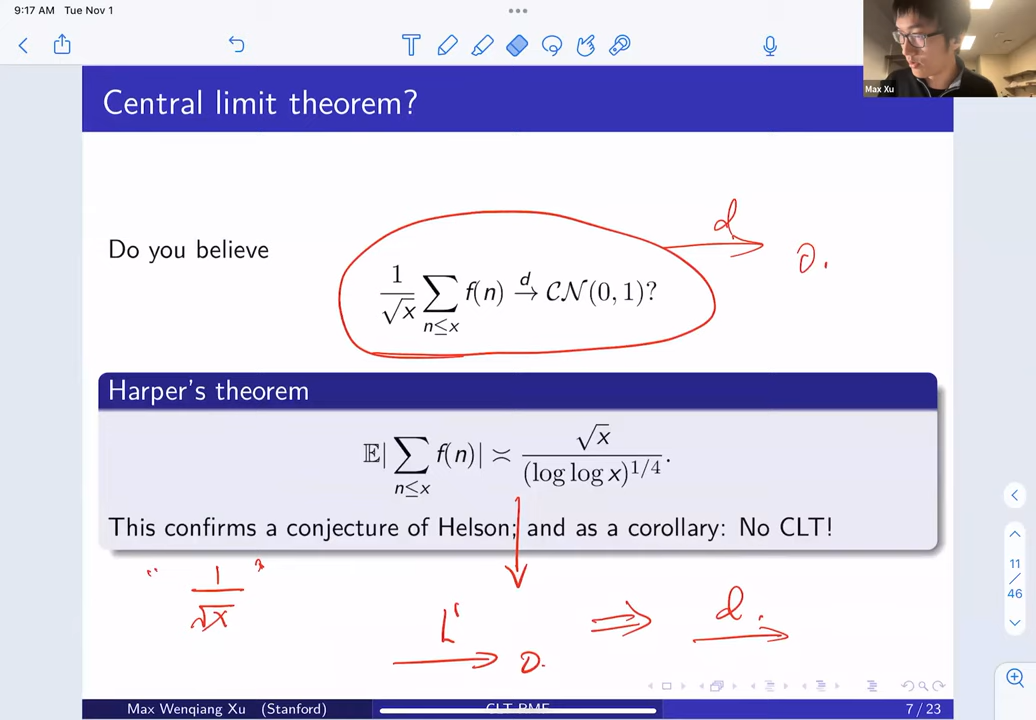 9:17 AM Tue Nov 1
Max Xu
Central limit theorem?
Do you believe
1/√x ∑_{n≤x} f(n) →^d 𝒞𝒩(0, 1)?
d
0.
Harper's theorem
𝔼| ∑_{n≤x} f(n)| ≍ √x/(log log x)^{1/4}.
This confirms a conjecture of Helson; and as a corollary: No CLT!
" 1/√x "
L¹ 0. ⇒ d.
11
/
46
Max Wenqiang Xu (Stanford)
CLT RMF
7 / 23